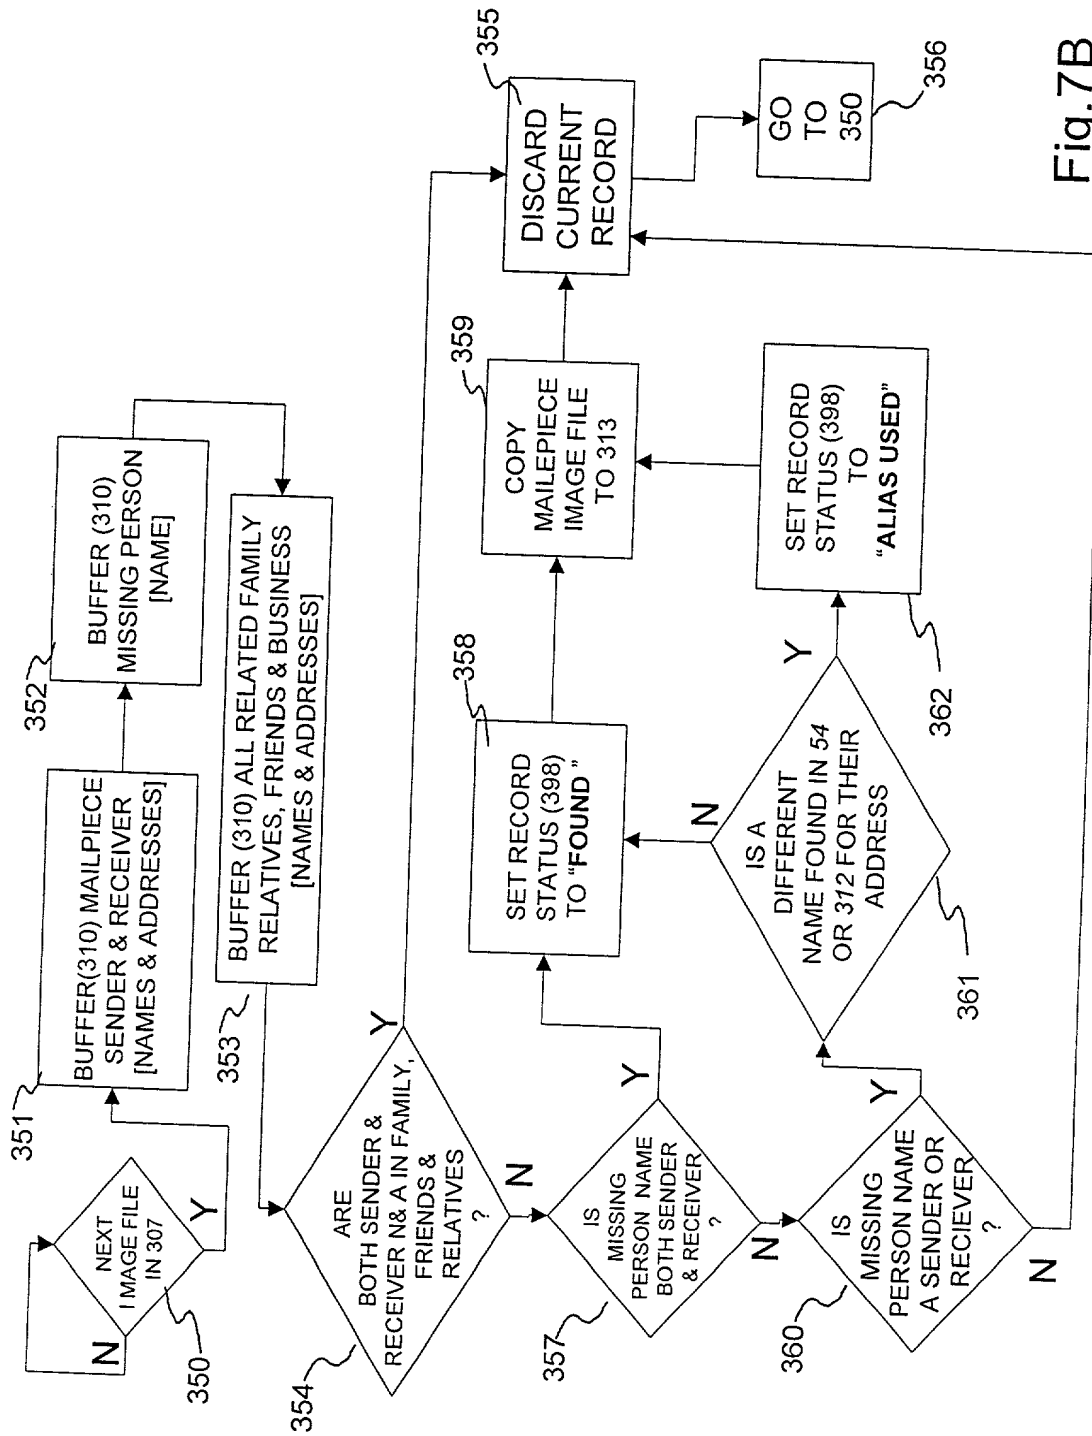 NEXT
IMAGE FILE
IN 307
N
Y
350
351
BUFFER(310) MAILPIECE
SENDER & RECEIVER
[NAMES & ADDRESSES]
352
BUFFER (310)
MISSING PERSON
[NAME]
353
BUFFER (310) ALL RELATED FAMILY
RELATIVES, FRIENDS & BUSINESS
[NAMES & ADDRESSES]
354
ARE
BOTH SENDER &
RECEIVER N& A IN FAMILY,
FRIENDS &
RELATIVES
?
Y
N
355
DISCARD
CURRENT
RECORD
GO
TO
350
356
357
IS
MISSING
PERSON NAME
BOTH SENDER
& RECEIVER
?
Y
N
358
SET RECORD
STATUS (398)
TO “FOUND ”
359
COPY
MAILEPIECE
IMAGE FILE
TO 313
360
IS
MISSING
PERSON NAME
A SENDER OR
RECIEVER
?
Y
N
361
IS A
DIFFERENT
NAME FOUND IN 54
OR 312 FOR THEIR
ADDRESS
N
Y
362
SET RECORD
STATUS (398)
TO
“ALIAS USED”
Fig.7B